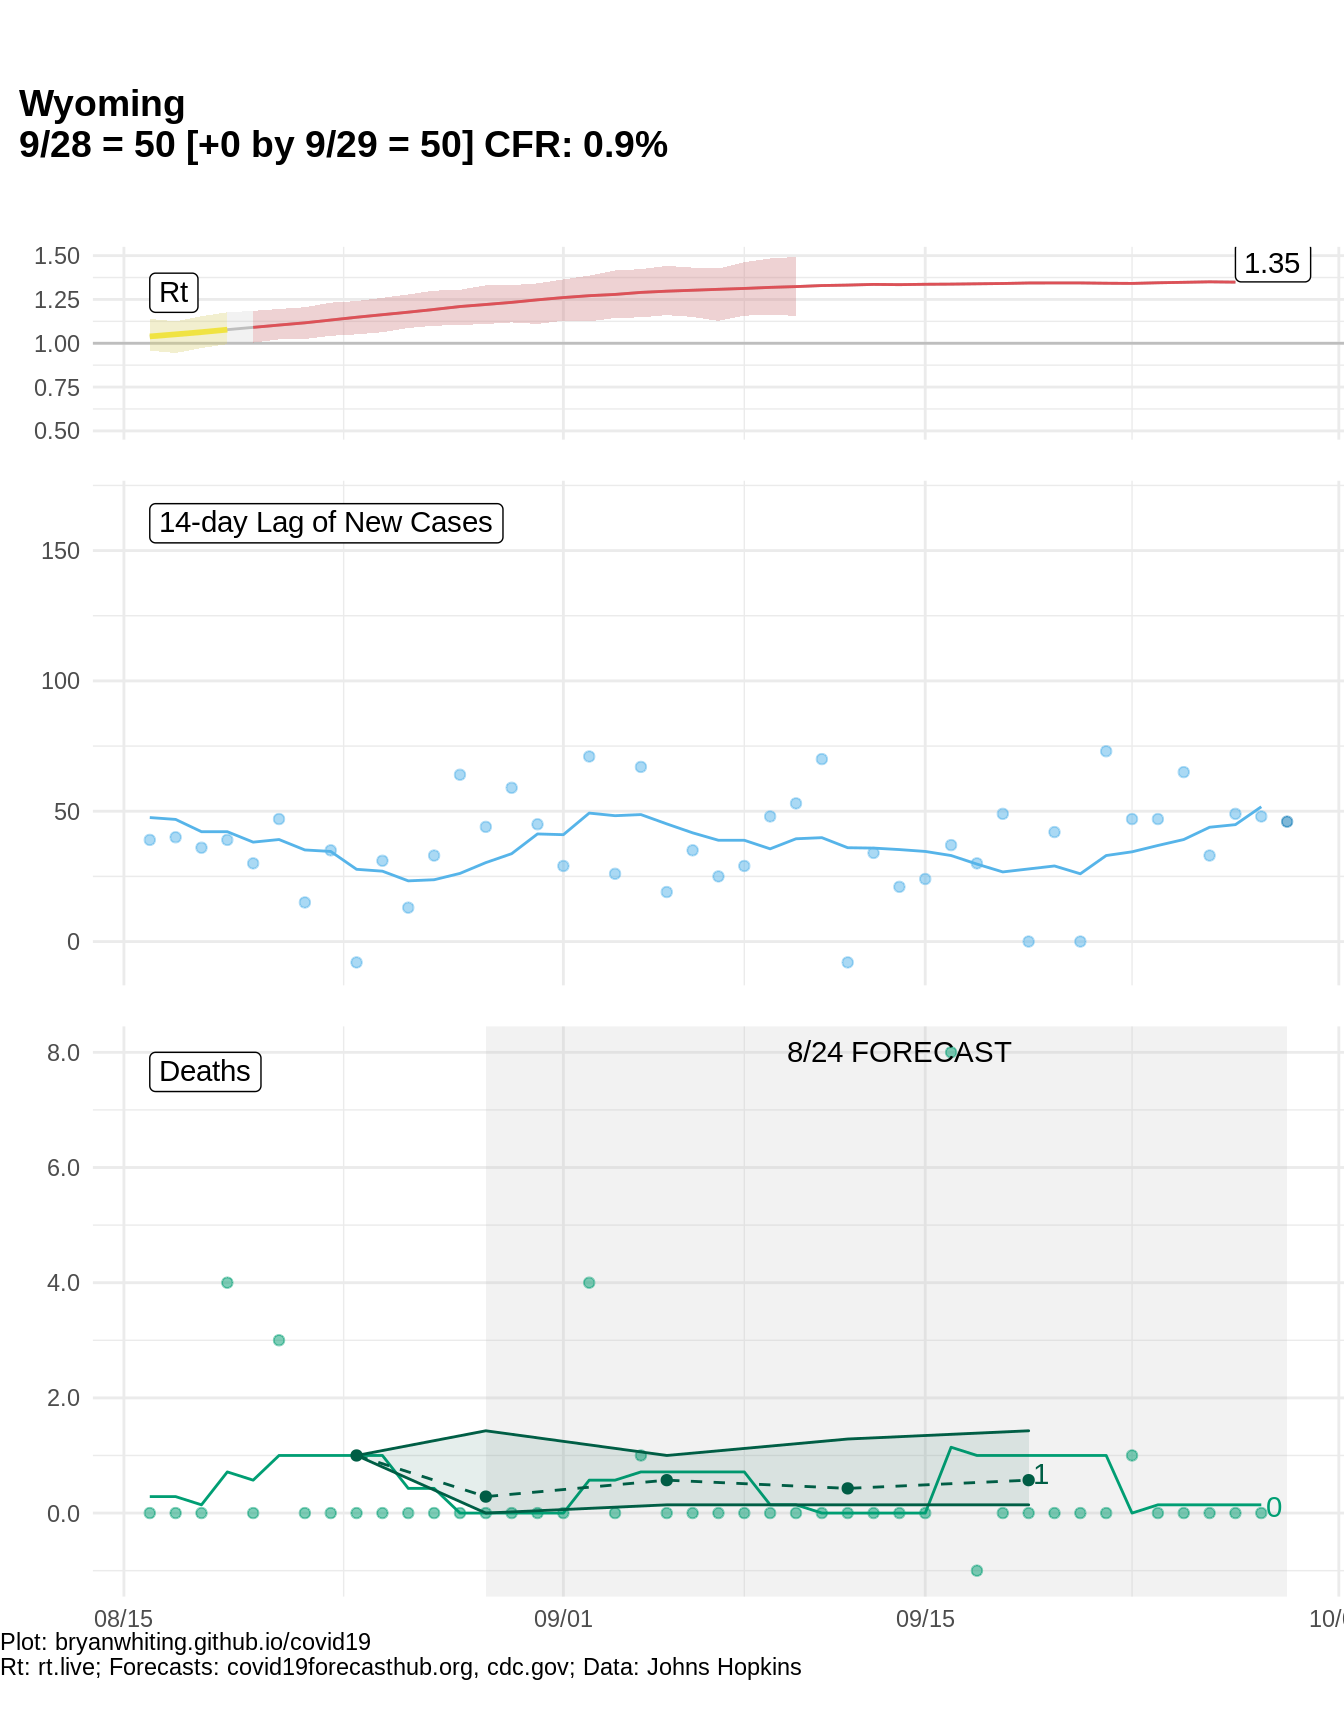 Wyoming
9/28 = 50 [+0 by 9/29 = 50] CFR: 0.9%
1.50
1.35
Rt
1.25
1.00
0.75
0.50
14-day Lag of New Cases
150
100
50
0
8/24 FORECAST
8.0
Deaths
6.0
4.0
2.0
1
0
0.0
08/15
09/01
09/15
10/
Plot: bryanwhiting.github.io/covid19
Rt: rt.live; Forecasts: covid19forecasthub.org, cdc.gov; Data: Johns Hopkins